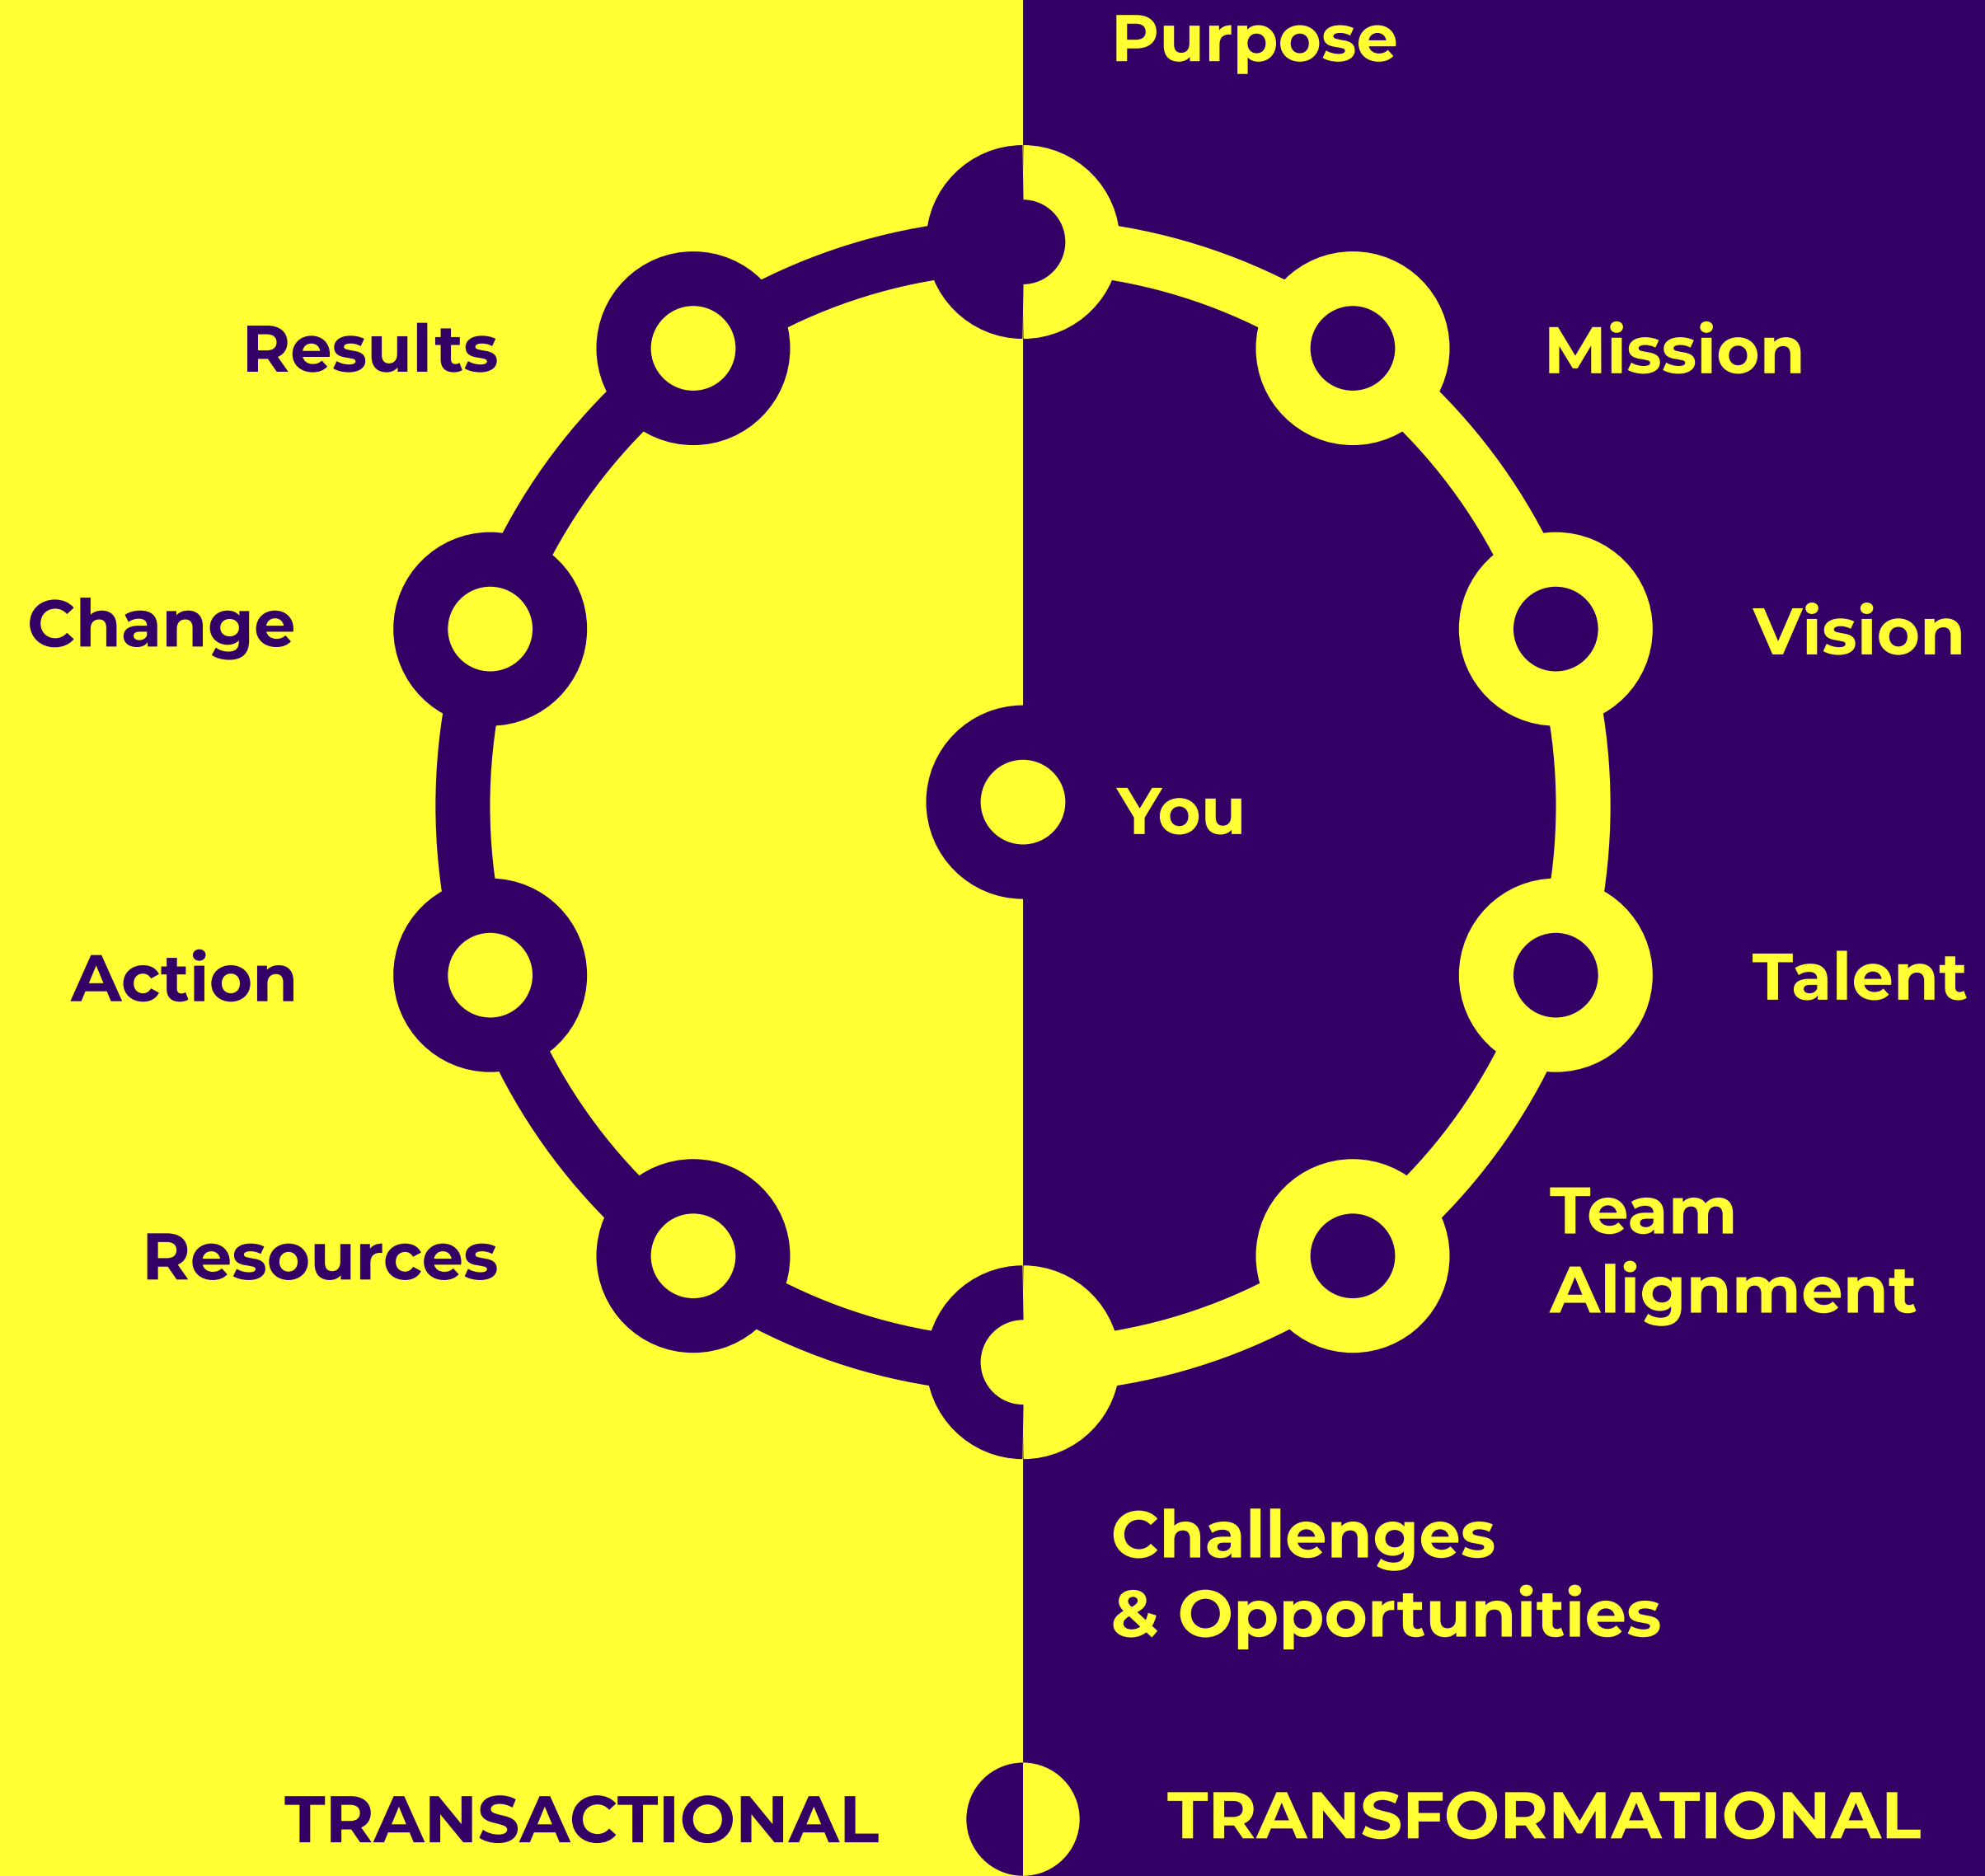 Purpose
Results
Mission
Change
Vision
You
Action
Talent
Resources
Team
Alignment
Challenges
& Opportunities
TRANSACTIONAL
TRANSFORMATIONAL